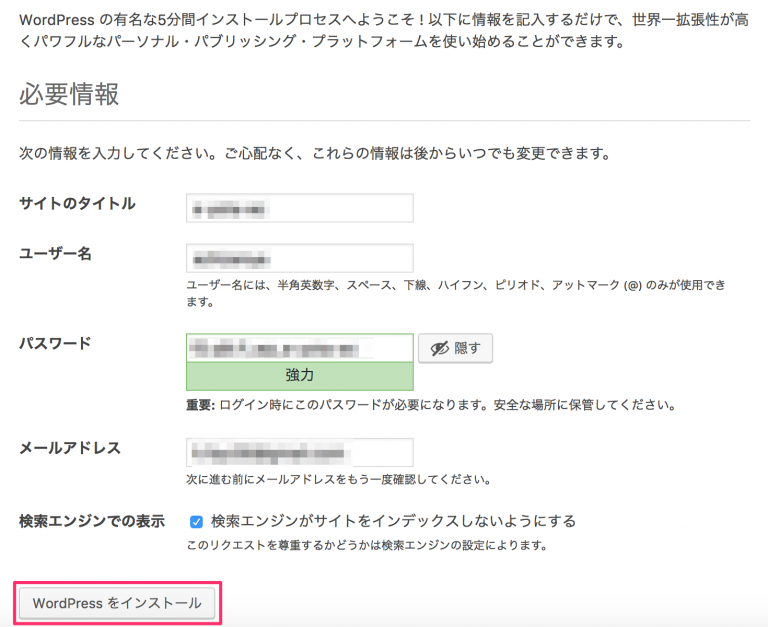 WordPress の有名な5分間インストールプロセスへようこそ ! 以下に情報を記入するだけで、世界一拡張性が高
くパワフルなパーソナル・パブリッシング・プラットフォームを使い始めることができます。
必要情報
次の情報を入力してください。ご心配なく、これらの情報は後からいつでも変更できます。
サイトのタイトル
ユーザー名
ユーザー名には、半角英数字、スペース、下線、ハイフン、ピリオド、アットマーク (@) のみが使用でき
ます。
パスワード
隠す
強力
重要: ログイン時にこのパスワードが必要になります。安全な場所に保管してください。
メールアドレス
次に進む前にメールアドレスをもう一度確認してください。
検索エンジンでの表示 検索エンジンがサイトをインデックスしないようにする
このリクエストを尊重するかどうかは検索エンジンの設定によります。
WordPress をインストール